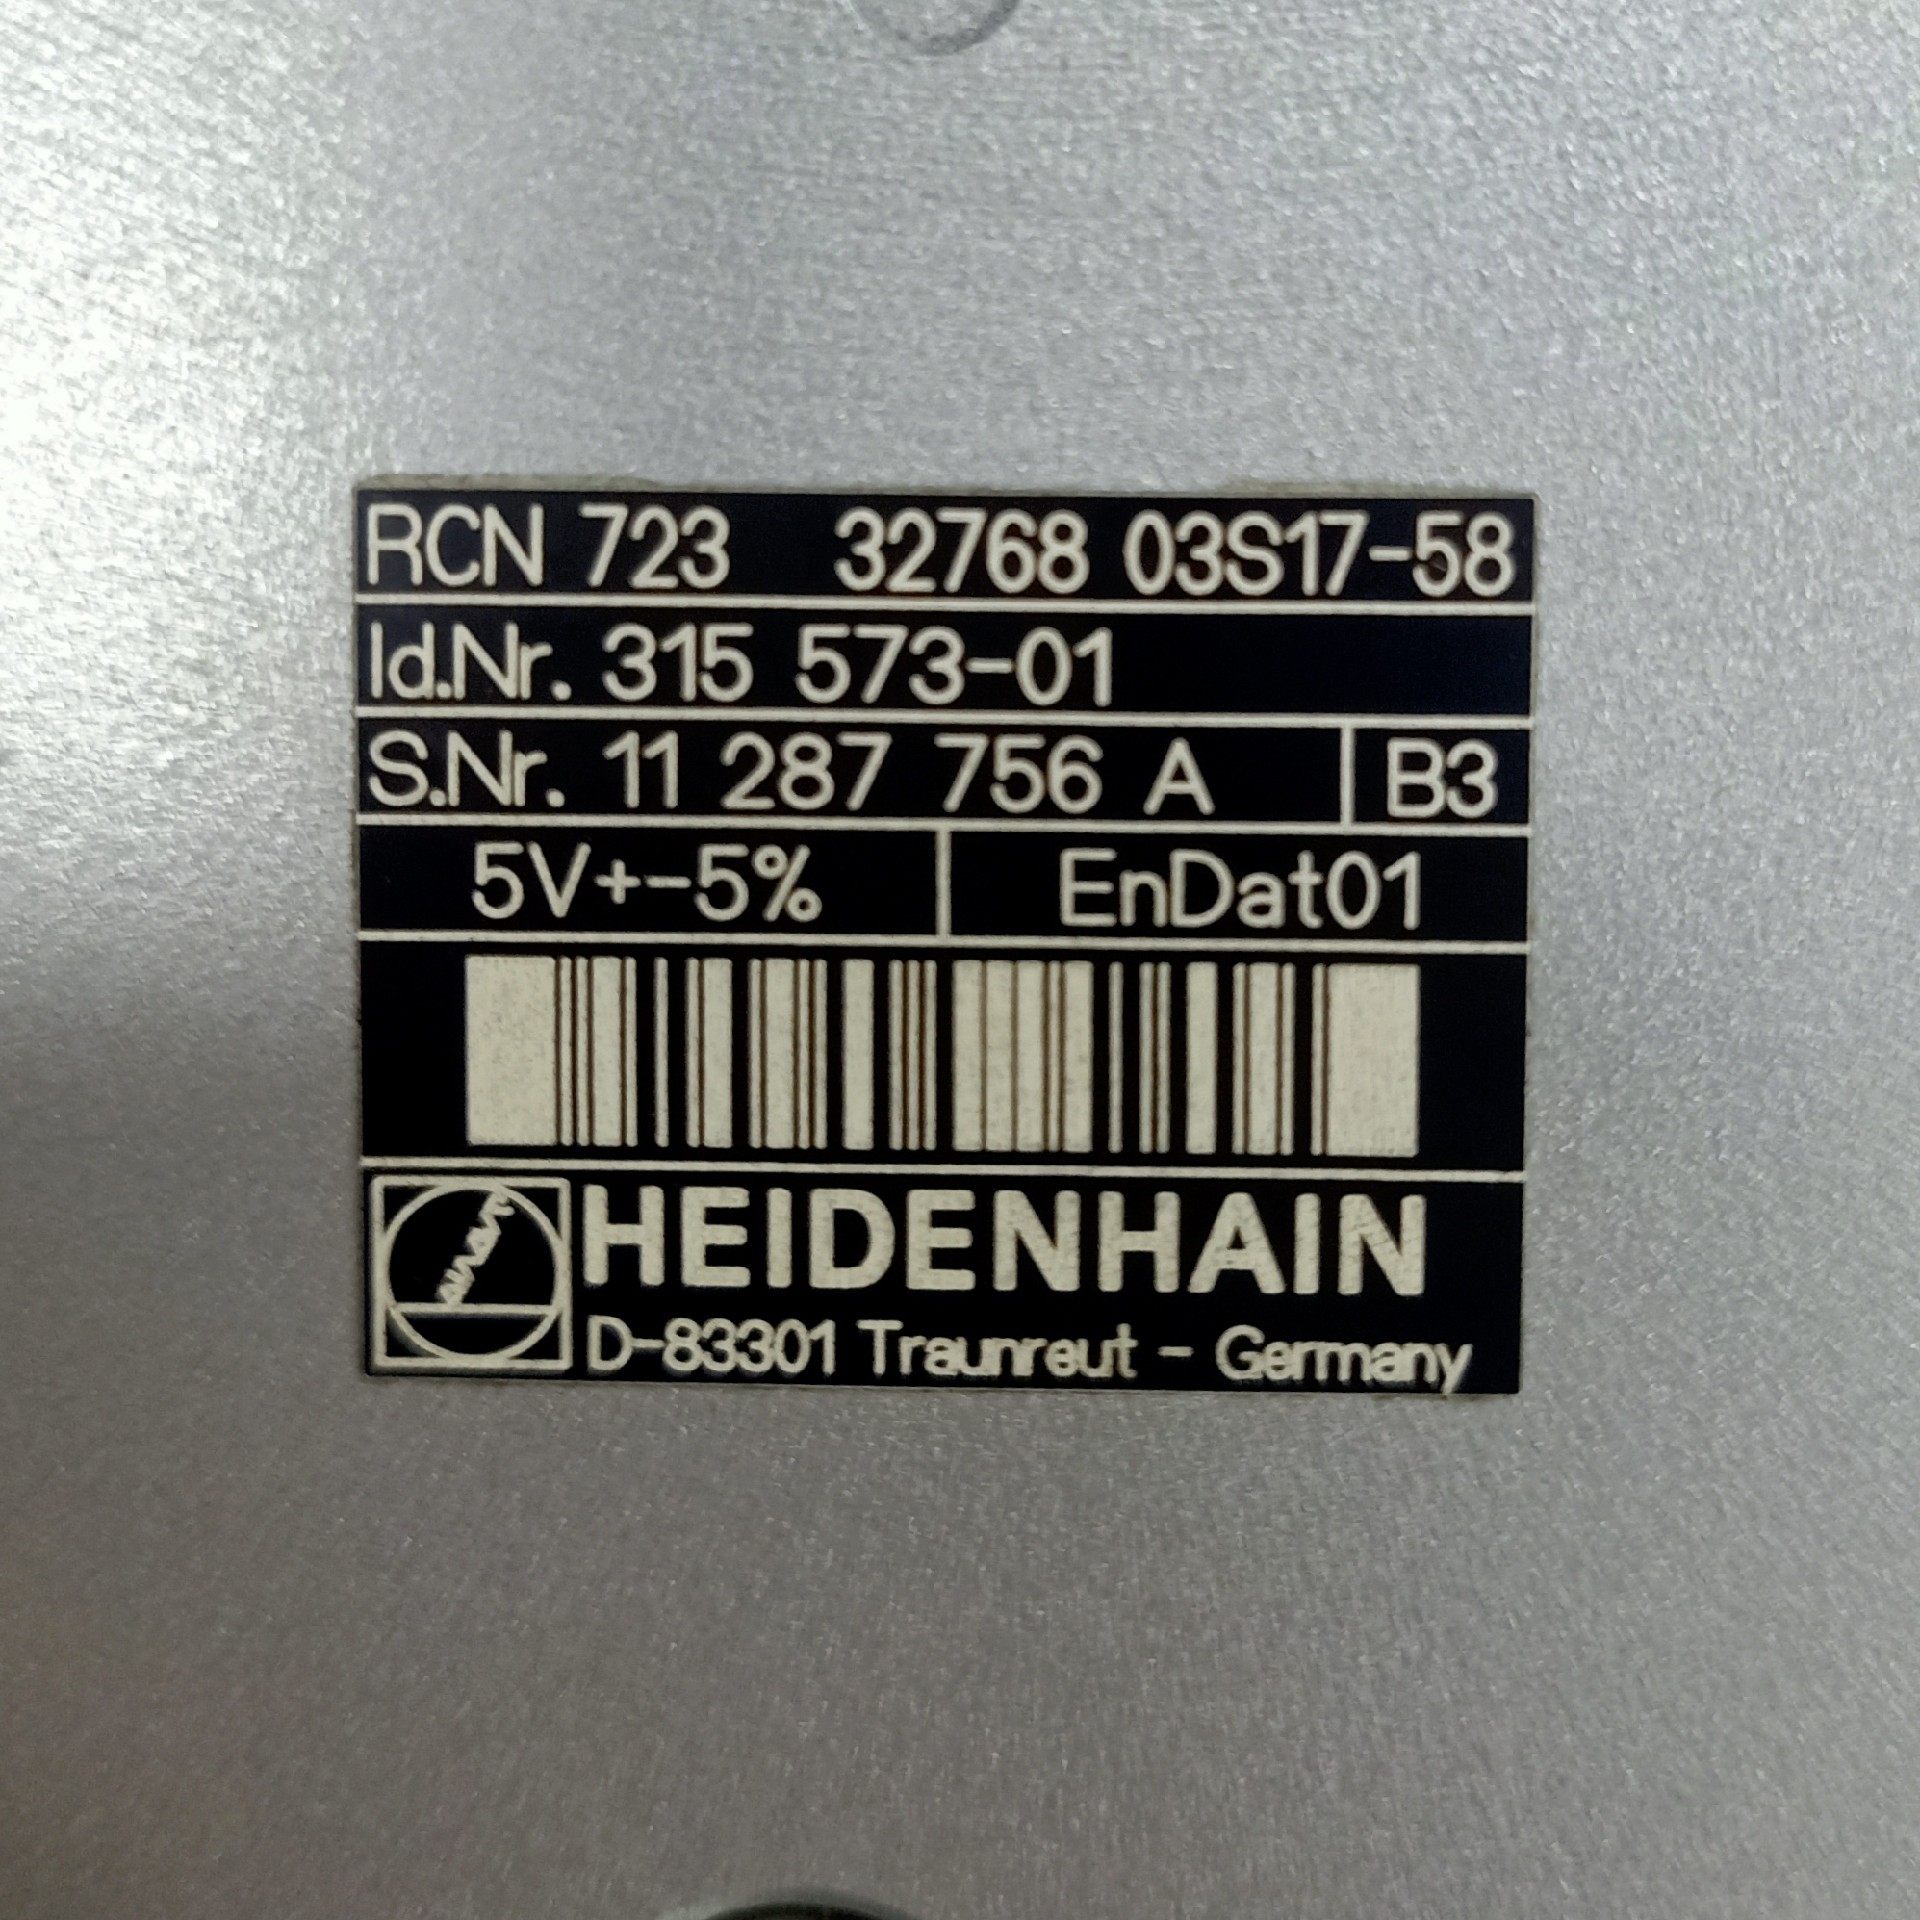 RCN 723 32768 03S17-58
Id.Nr. 315 573-01
S.Nr. 11 287 756 A B3
5V+-5% EnDat01
HEIDENHAIN
D-83301 Traunreut - Germany